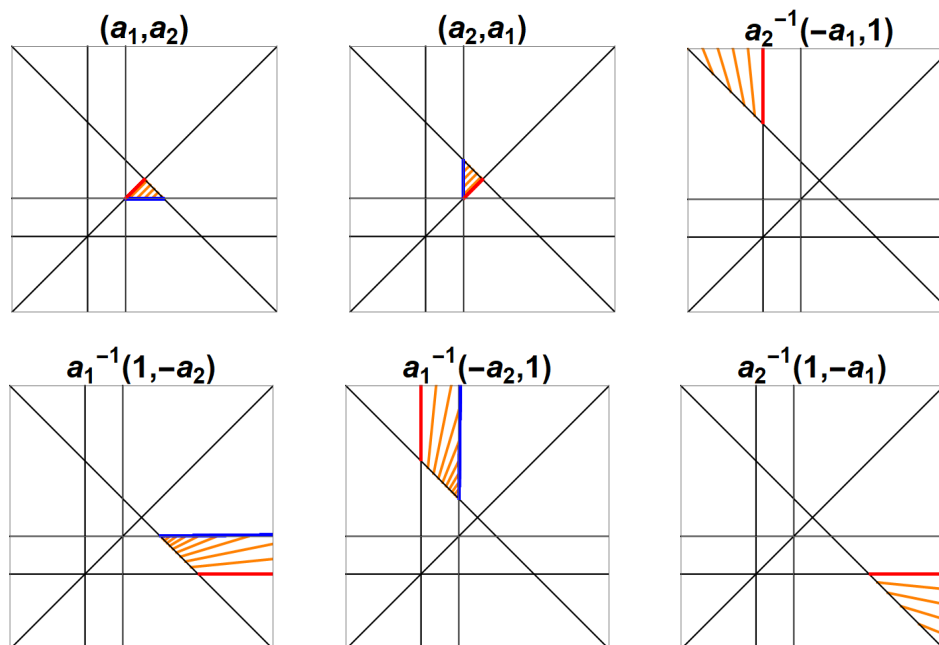 (a₁,a₂)
(a₂,a₁)
a₂⁻¹(-a₁,1)
a₁⁻¹(1,-a₂)
a₁⁻¹(-a₂,1)
a₂⁻¹(1,-a₁)